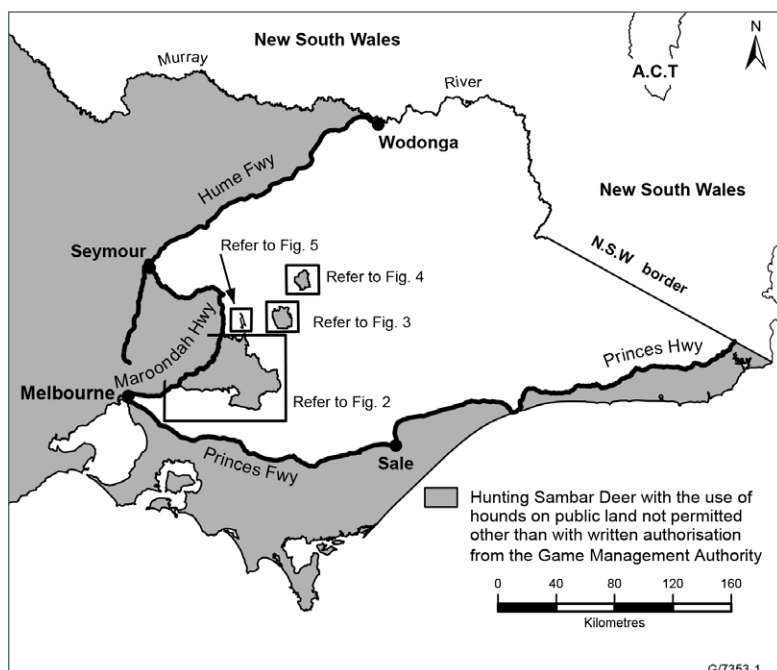 New South Wales
N
Murray
A.C.T
River
Wodonga
Hume Fwy
New South Wales
Seymour
Refer to Fig. 5
N.S.W border
Refer to Fig. 4
Refer to Fig. 3
Maroondah Hwy
Princes Hwy
Melbourne
Refer to Fig. 2
Princes Fwy
Sale
Hunting Sambar Deer with the use of
hounds on public land not permitted
other than with written authorisation
from the Game Management Authority
0 40 80 120 160
Kilometres
G/7353-1